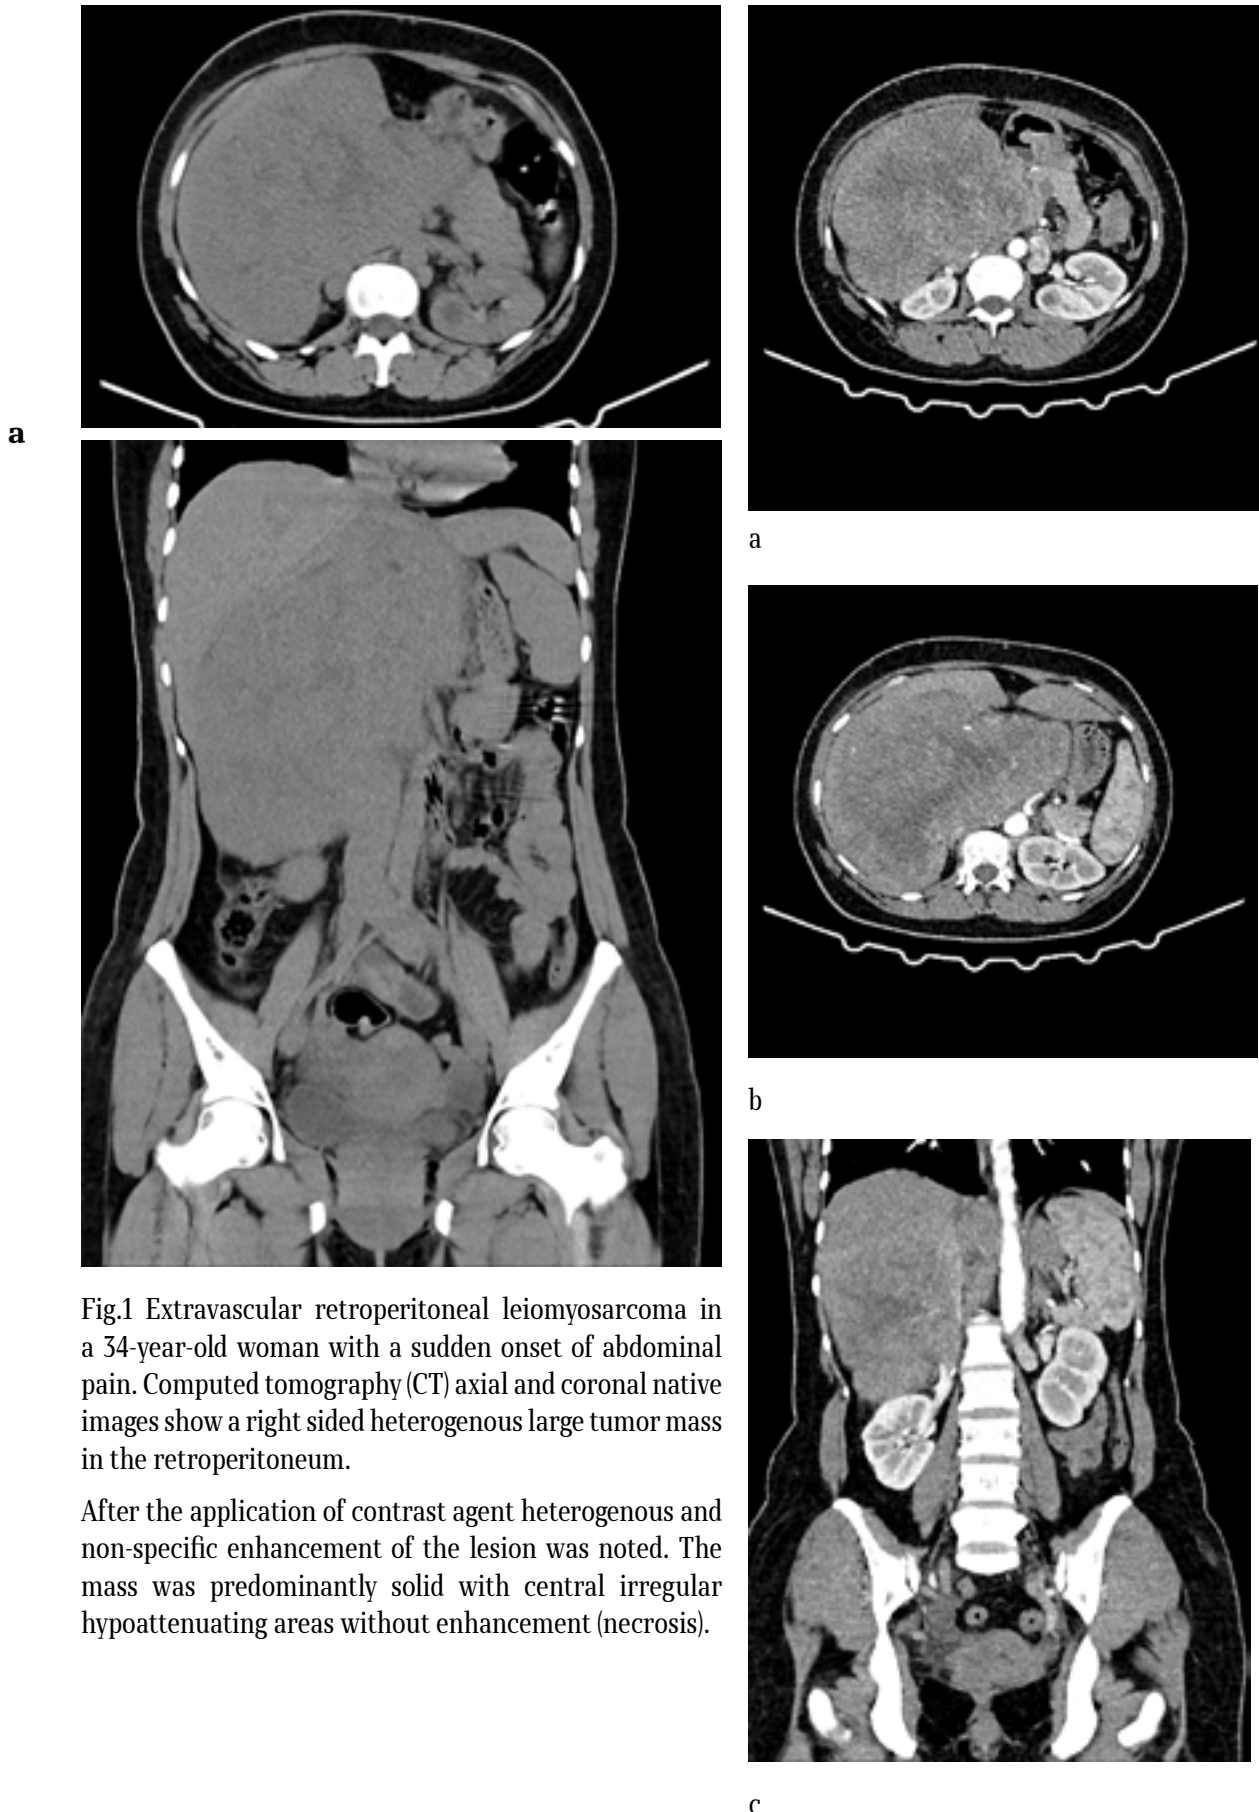 a
Fig.1 Extravascular retroperitoneal leiomyosarcoma in
a 34-year-old woman with a sudden onset of abdominal
pain. Computed tomography (CT) axial and coronal native
images show a right sided heterogenous large tumor mass
in the retroperitoneum.
After the application of contrast agent heterogenous and
non-specific enhancement of the lesion was noted. The
mass was predominantly solid with central irregular
hypoattenuating areas without enhancement (necrosis).
a
b
c